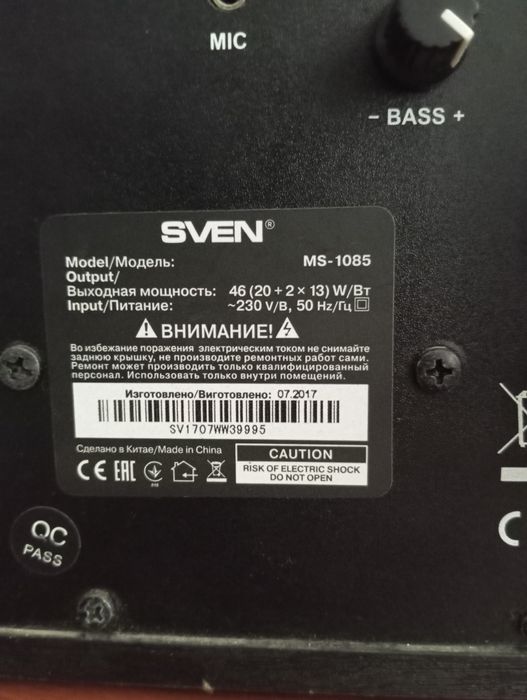 MIC
– BASS +
SVEN®
Model/Модель: MS-1085
Output/
Выходная мощность: 46 (20 + 2 × 13) W/Вт
Input/Питание: ~230 V/В, 50 Hz/Гц
ВНИМАНИЕ!
Во избежание поражения электрическим током не снимайте
заднюю крышку, не производите ремонтных работ сами.
Ремонт может производить только квалифицированный
персонал. Использовать только внутри помещений.
Изготовлено/Виготовлено: 07.2017
SV1707WW39995
Сделано в Китае/Made in China
CAUTION
RISK OF ELECTRIC SHOCK
DO NOT OPEN
CE EAC
QC
PASS